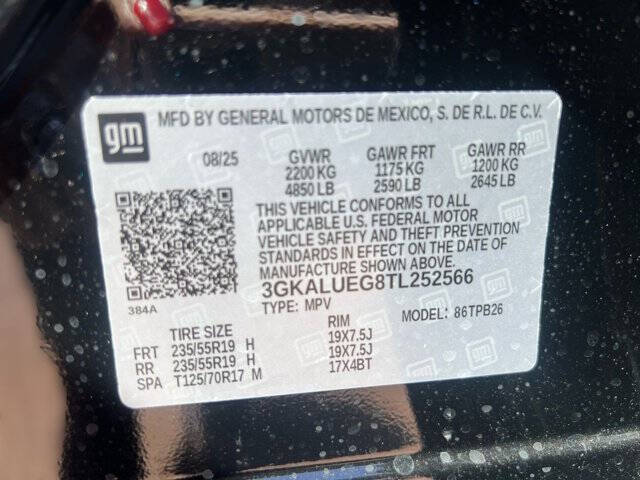 gm
MFD BY GENERAL MOTORS DE MEXICO, S. DE R.L. DE C.V.
08/25 GVWR GAWR FRT GAWR RR
2200 KG 1175 KG 1200 KG
4850 LB 2590 LB 2645 LB
THIS VEHICLE CONFORMS TO ALL
APPLICABLE U.S. FEDERAL MOTOR
VEHICLE SAFETY AND THEFT PREVENTION
STANDARDS IN EFFECT ON THE DATE OF
MANUFACTURE SHOWN ABOVE.
3GKALUEG8TL252566
384A TYPE: MPV MODEL: 86TPB26
TIRE SIZE RIM
FRT 235/55R19 H 19X7.5J
RR 235/55R19 H 19X7.5J
SPA T125/70R17 M 17X4BT